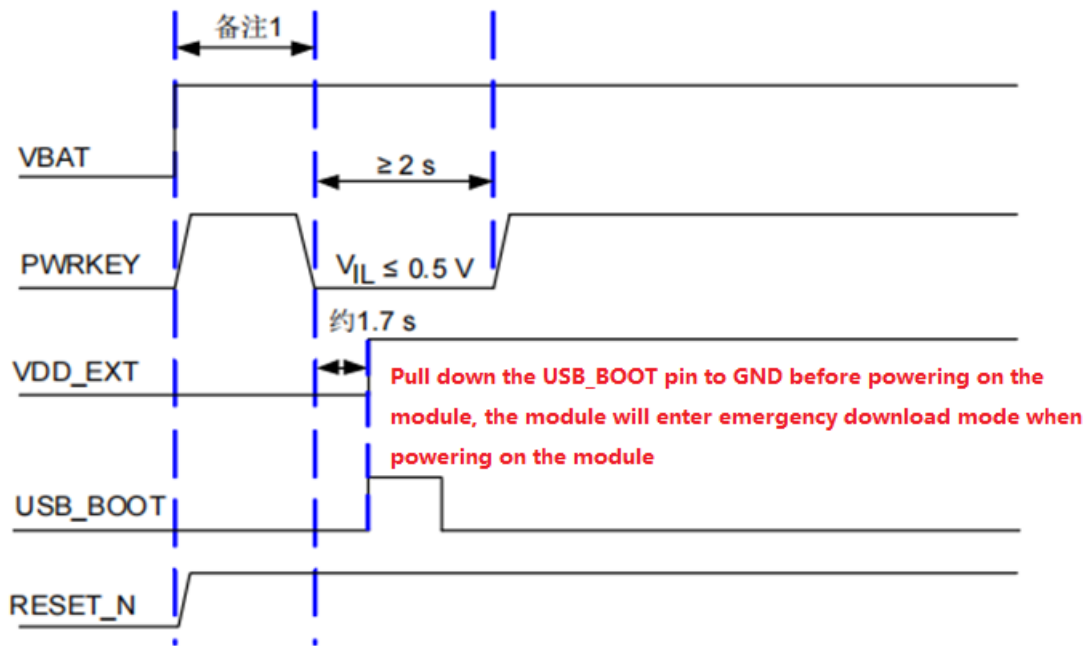 备注1
VBAT
≥ 2 s
PWRKEY
VIL ≤ 0.5 V
约1.7 s
VDD_EXT
Pull down the USB_BOOT pin to GND before powering on the
module, the module will enter emergency download mode when
powering on the module
USB_BOOT
RESET_N